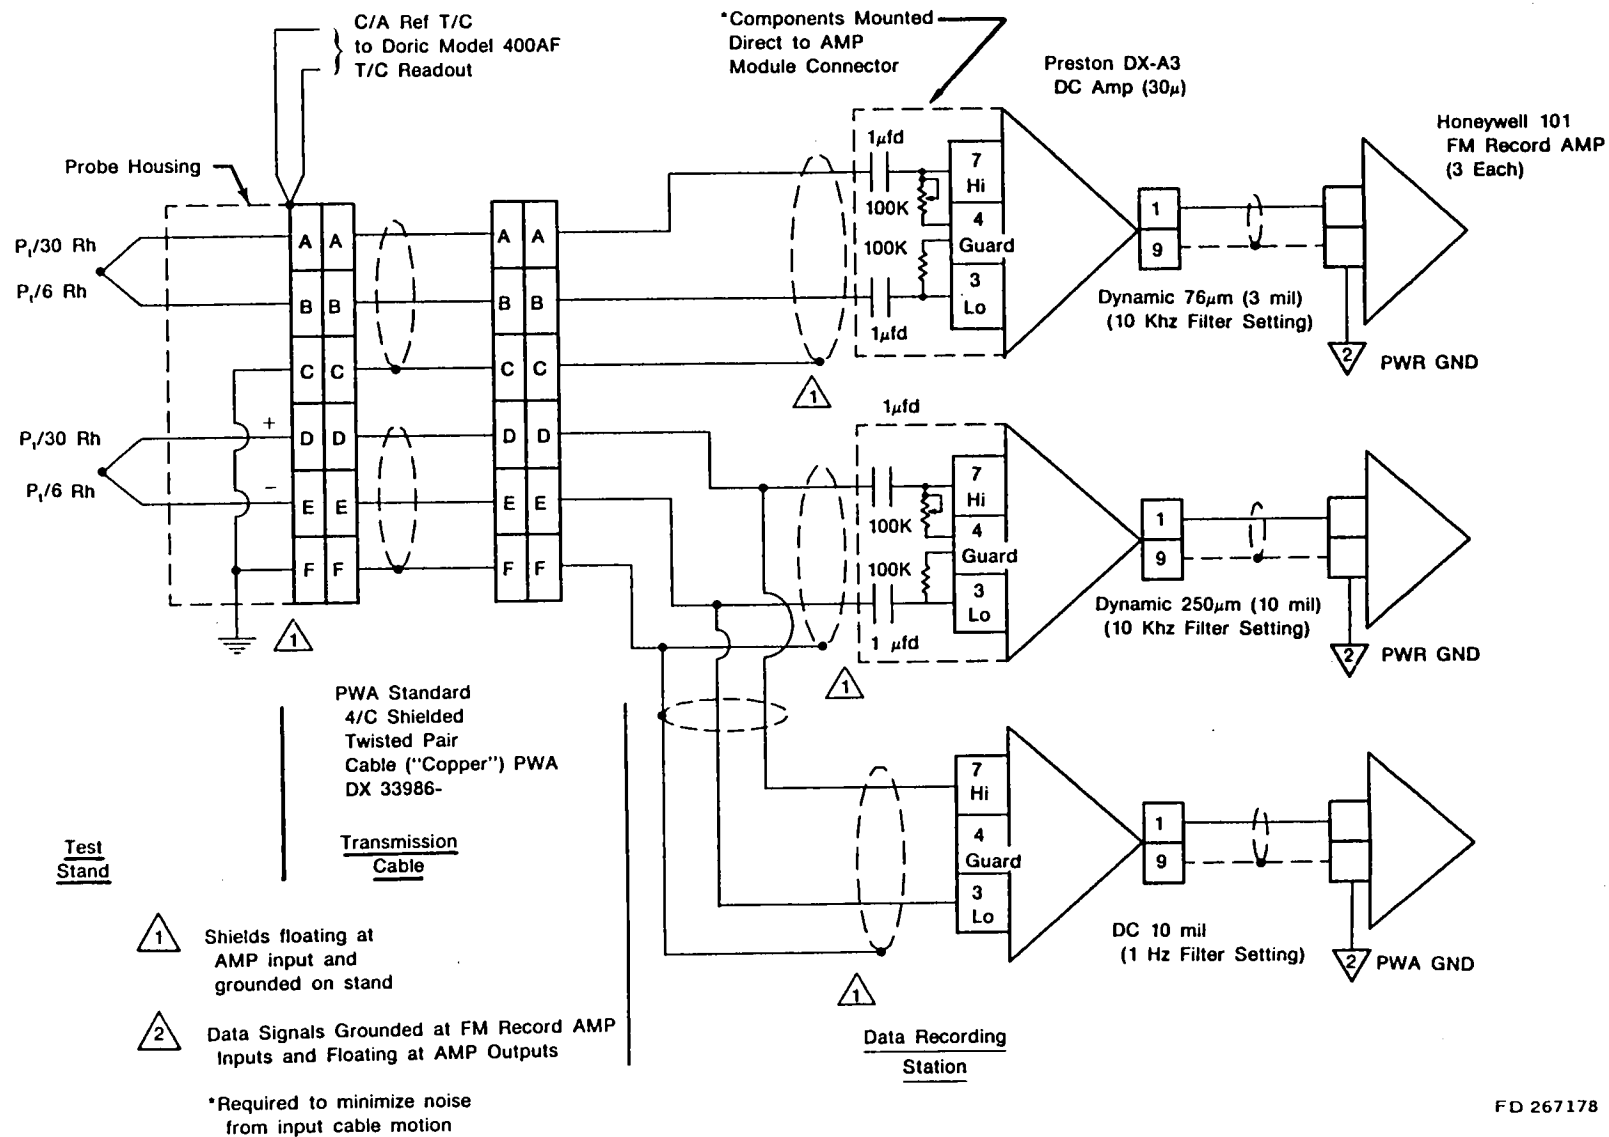 C/A Ref T/C
to Doric Model 400AF
T/C Readout
*Components Mounted
Direct to AMP
Module Connector
Preston DX-A3
DC Amp (30μ)
Honeywell 101
FM Record AMP
(3 Each)
Probe Housing
Pt/30 Rh
Pt/6 Rh
A A
B B
C C
D D
E E
F F
A A
B B
C C
D D
E E
F F
1μfd
100K
100K
1μfd
7
Hi
4
Guard
3
Lo
1
9
Dynamic 76μm (3 mil)
(10 Khz Filter Setting)
2
PWR GND
1
Pt/30 Rh
Pt/6 Rh
+
−
1
1μfd
100K
100K
1 μfd
7
Hi
4
Guard
3
Lo
1
9
Dynamic 250μm (10 mil)
(10 Khz Filter Setting)
2
PWR GND
1
7
Hi
4
Guard
3
Lo
1
9
DC 10 mil
(1 Hz Filter Setting)
2
PWA GND
1
PWA Standard
4/C Shielded
Twisted Pair
Cable ("Copper") PWA
DX 33986-
Test
Stand
Transmission
Cable
Data Recording
Station
1
Shields floating at
AMP input and
grounded on stand
2
Data Signals Grounded at FM Record AMP
Inputs and Floating at AMP Outputs
*Required to minimize noise
from input cable motion
FD 267178